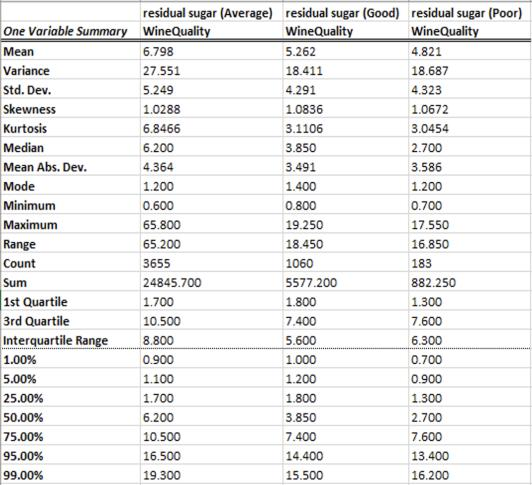 residual sugar (Average) residual sugar (Good) residual sugar (Poor)
One Variable Summary WineQuality WineQuality WineQuality
Mean 6.798 5.262 4.821
Variance 27.551 18.411 18.687
Std. Dev. 5.249 4.291 4.323
Skewness 1.0288 1.0836 1.0672
Kurtosis 6.8466 3.1106 3.0454
Median 6.200 3.850 2.700
Mean Abs. Dev. 4.364 3.491 3.586
Mode 1.200 1.400 1.200
Minimum 0.600 0.800 0.700
Maximum 65.800 19.250 17.550
Range 65.200 18.450 16.850
Count 3655 1060 183
Sum 24845.700 5577.200 882.250
1st Quartile 1.700 1.800 1.300
3rd Quartile 10.500 7.400 7.600
Interquartile Range 8.800 5.600 6.300
1.00% 0.900 1.000 0.700
5.00% 1.100 1.200 0.900
25.00% 1.700 1.800 1.300
50.00% 6.200 3.850 2.700
75.00% 10.500 7.400 7.600
95.00% 16.500 14.400 13.400
99.00% 19.300 15.500 16.200